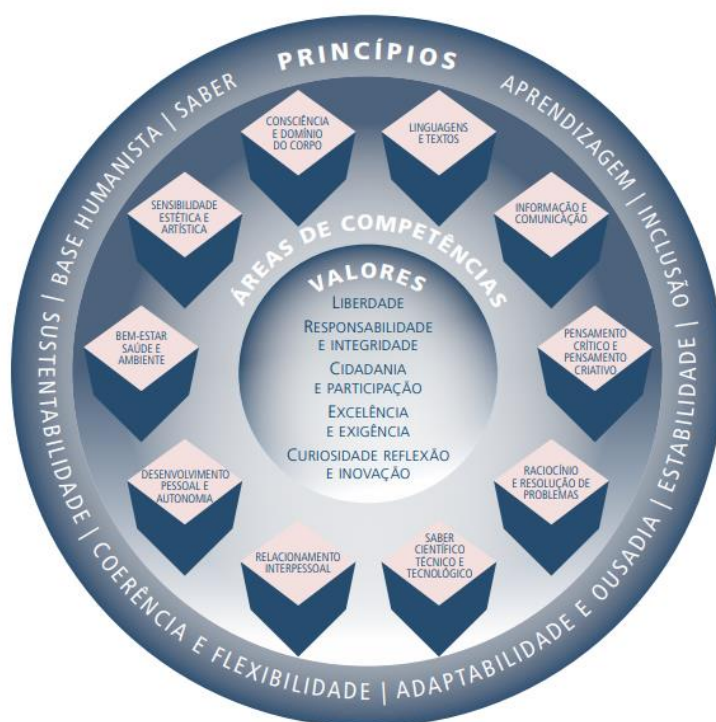 PRINCÍPIOS
BASE HUMANISTA | SABER
APRENDIZAGEM | INCLUSÃO |
ESTABILIDADE |
ADAPTABILIDADE E OUSADIA |
COERÊNCIA E FLEXIBILIDADE |
SUSTENTABILIDADE |
CONSCIÊNCIA
E DOMÍNIO
DO CORPO
LINGUAGENS
E TEXTOS
INFORMAÇÃO E
COMUNICAÇÃO
PENSAMENTO
CRÍTICO E
PENSAMENTO
CRIATIVO
RACIOCÍNIO
E RESOLUÇÃO DE
PROBLEMAS
SABER
CIENTÍFICO
TÉCNICO E
TECNOLÓGICO
RELACIONAMENTO
INTERPESSOAL
DESENVOLVIMENTO
PESSOAL E
AUTONOMIA
BEM-ESTAR
SAÚDE E
AMBIENTE
SENSIBILIDADE
ESTÉTICA E
ARTÍSTICA
ÁREAS DE COMPETÊNCIAS
VALORES
LIBERDADE
RESPONSABILIDADE
E INTEGRIDADE
CIDADANIA
E PARTICIPAÇÃO
EXCELÊNCIA
E EXIGÊNCIA
CURIOSIDADE REFLEXÃO
E INOVAÇÃO